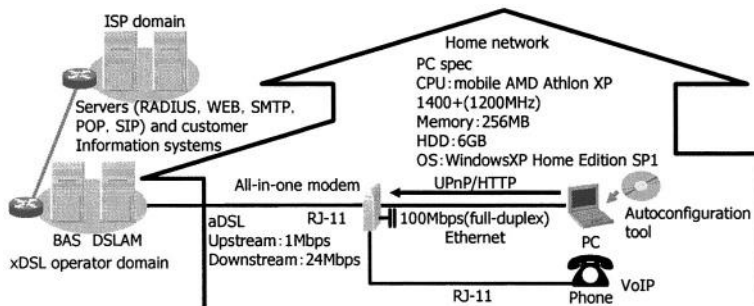 ISP domain
Servers (RADIUS, WEB, SMTP,
POP, SIP) and customer
Information systems
BAS DSLAM
xDSL operator domain
Home network
PC spec
CPU:mobile AMD Athlon XP
1400+(1200MHz)
Memory:256MB
HDD:6GB
OS:WindowsXP Home Edition SP1
All-in-one modem
UPnP/HTTP
aDSL
RJ-11
Upstream:1Mbps
Downstream:24Mbps
100Mbps(full-duplex)
Ethernet
PC
Autoconfiguration
tool
RJ-11
Phone
VoIP